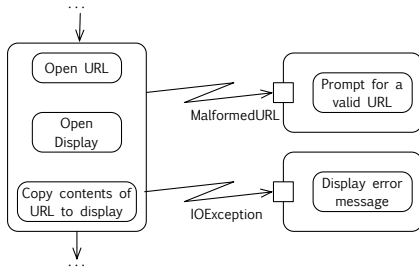 ...
Open URL
Open
Display
Copy contents of
URL to display
...
MalformedURL
Prompt for a
valid URL
IOException
Display error
message